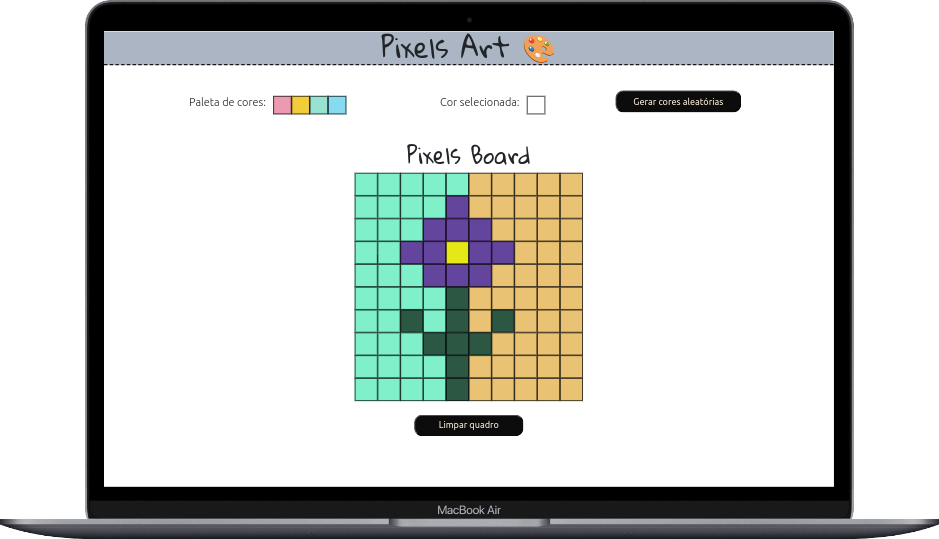 Pixels Art
Paleta de cores:
Cor selecionada:
Gerar cores aleatórias
Pixels Board
Limpar quadro
MacBook Air